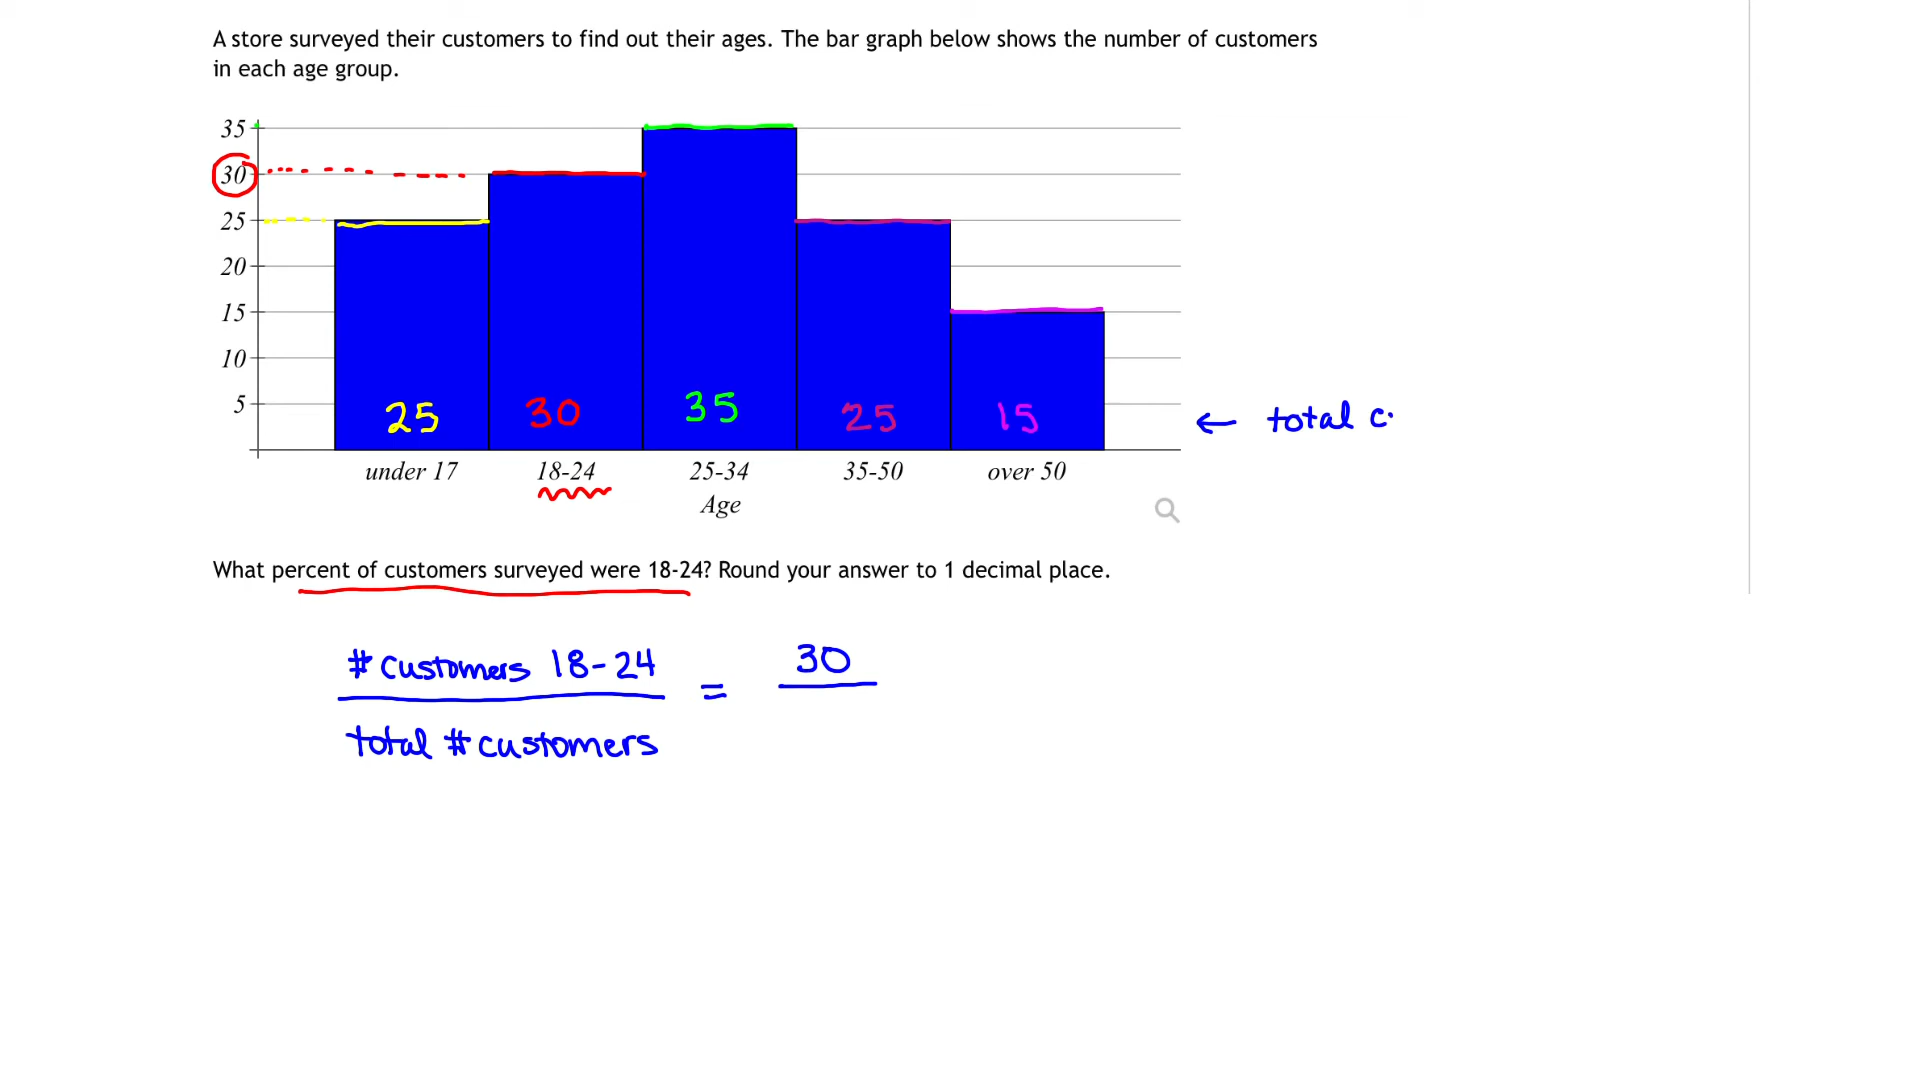 A store surveyed their customers to find out their ages. The bar graph below shows the number of customers
in each age group.
35
30
25
20
15
10
5
25 30 35 25 15
← total c
under 17 18-24 25-34 35-50 over 50
Age
What percent of customers surveyed were 18-24? Round your answer to 1 decimal place.
# customers 18-24
= 30
total # customers